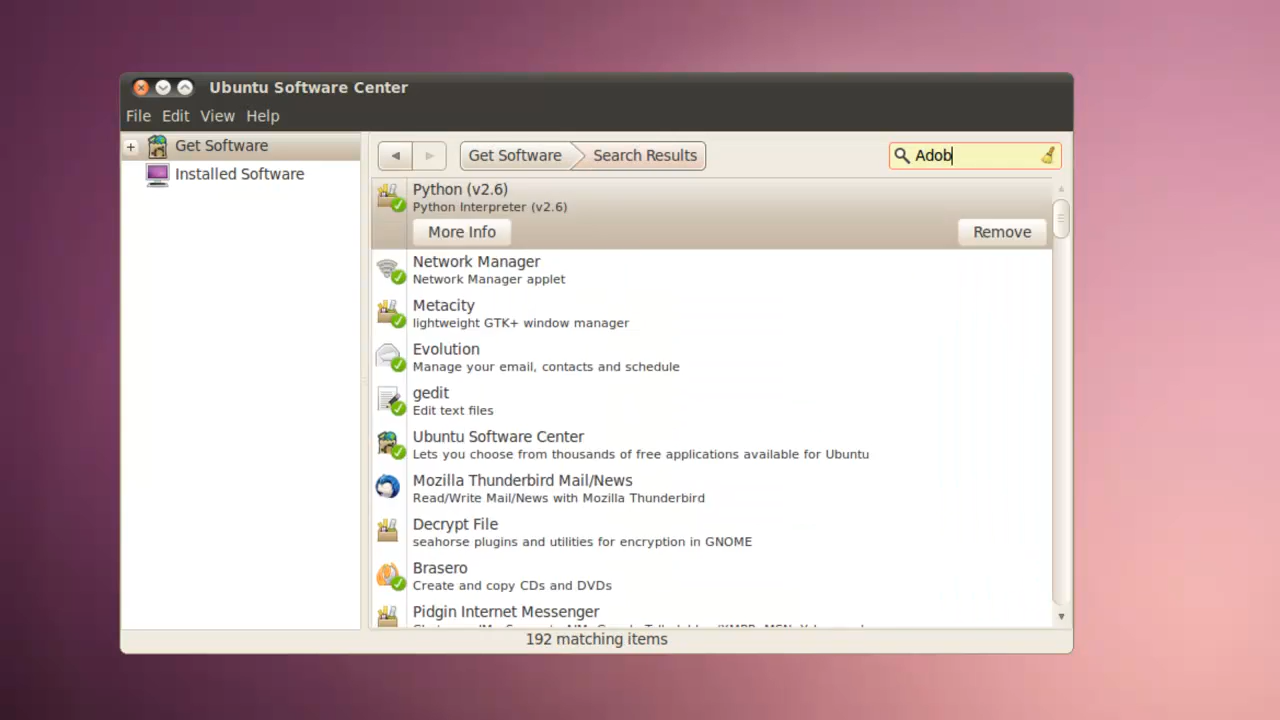 Ubuntu Software Center
File Edit View Help
Get Software
Installed Software
Get Software Search Results
Adob
Python (v2.6)
Python Interpreter (v2.6)
More Info Remove
Network Manager
Network Manager applet
Metacity
lightweight GTK+ window manager
Evolution
Manage your email, contacts and schedule
gedit
Edit text files
Ubuntu Software Center
Lets you choose from thousands of free applications available for Ubuntu
Mozilla Thunderbird Mail/News
Read/Write Mail/News with Mozilla Thunderbird
Decrypt File
seahorse plugins and utilities for encryption in GNOME
Brasero
Create and copy CDs and DVDs
Pidgin Internet Messenger
192 matching items